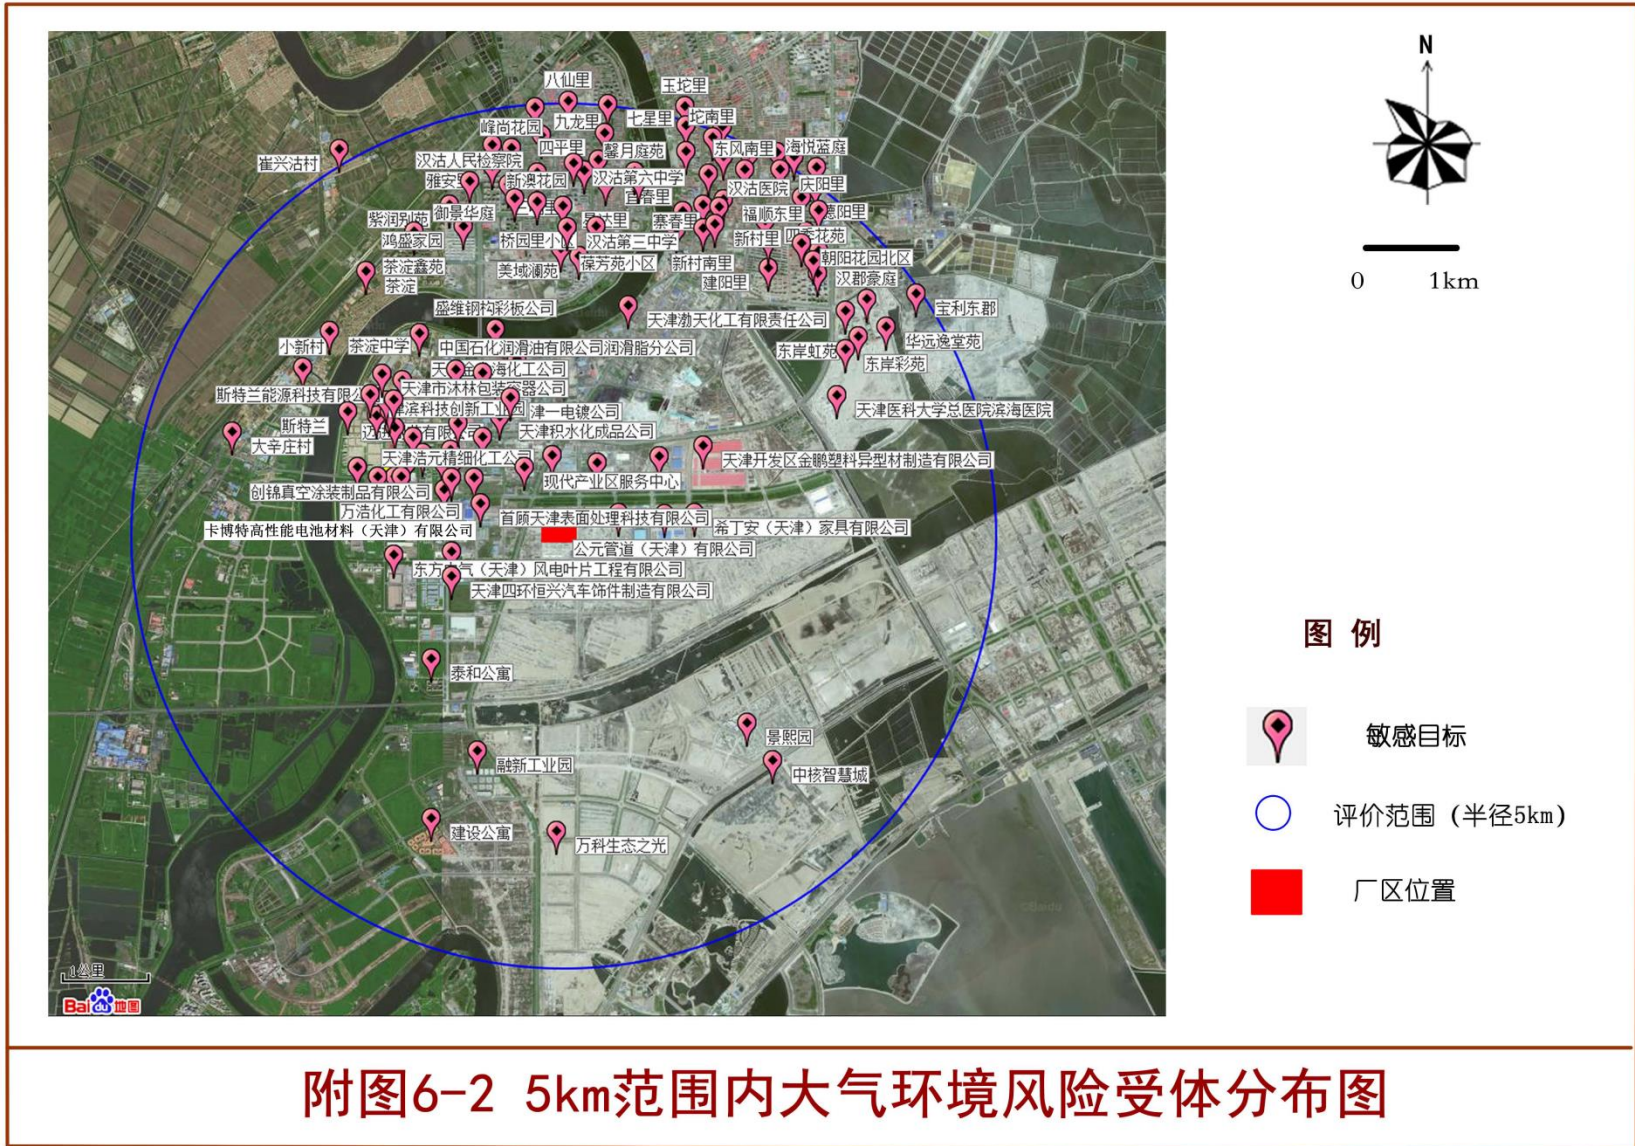 八仙里
玉坨里
峰尚花园
九龙里
七星里
坨南里
崔兴沽村
汉沽人民检察院
四平里
馨月庭苑
东风南里
海悦蓝庭
新澳花园
汉沽第六中学
汉沽医院
庆阳里
紫润别苑
御景华庭
寨春里
福顺东里
鸿盛家园
桥园里小区
汉沽第三中学
新村里
四季花苑
茶淀鑫苑
美域澜苑
葆芳苑小区
新村南里
朝阳花园北区
茶淀
建阳里
汉郡豪庭
盛维钢构彩板公司
天津渤天化工有限责任公司
宝利东郡
小新村
茶淀中学
中国石化润滑油有限公司润滑脂分公司
东岸虹苑
华远逸堂苑
东岸彩苑
斯特兰能源科技有限公
天津市沐林包装容器公司
滨科技创新工业园
津一电镀公司
天津医科大学总医院滨海医院
斯特兰
天津积水化成品公司
大辛庄村
天津浩元精细化工公司
天津开发区金鹏塑料异型材制造有限公司
现代产业区服务中心
创锦真空涂装制品有限公司
万浩化工有限公司
首顾天津表面处理科技有限公司
希丁安（天津）家具有限公司
卡博特高性能电池材料（天津）有限公司
公元管道（天津）有限公司
东方电气（天津）风电叶片工程有限公司
天津四环恒兴汽车饰件制造有限公司
泰和公寓
景熙园
融新工业园
中核智慧城
建设公寓
万科生态之光
1公里
Bai du 地图
N
0 1km
图 例
敏感目标
评价范围（半径5km）
厂区位置
附图6-2 5km范围内大气环境风险受体分布图